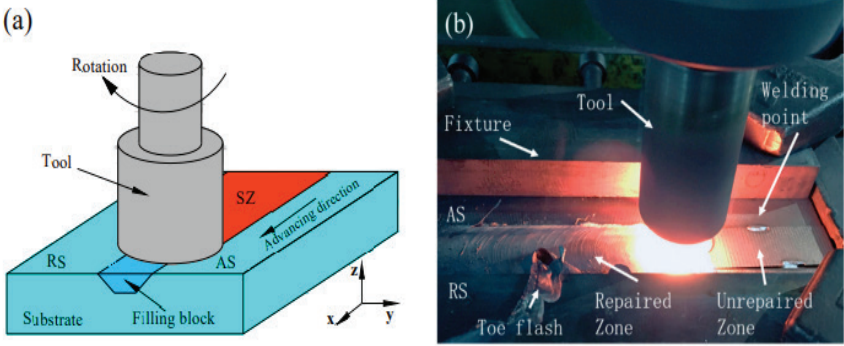 (a)
Rotation
Tool
SZ
Advancing direction
RS
AS
z
x
y
Substrate
Filling block
(b)
Welding
point
Tool
Fixture
AS
RS
Toe flash
Repaired
Zone
Unrepaired
Zone